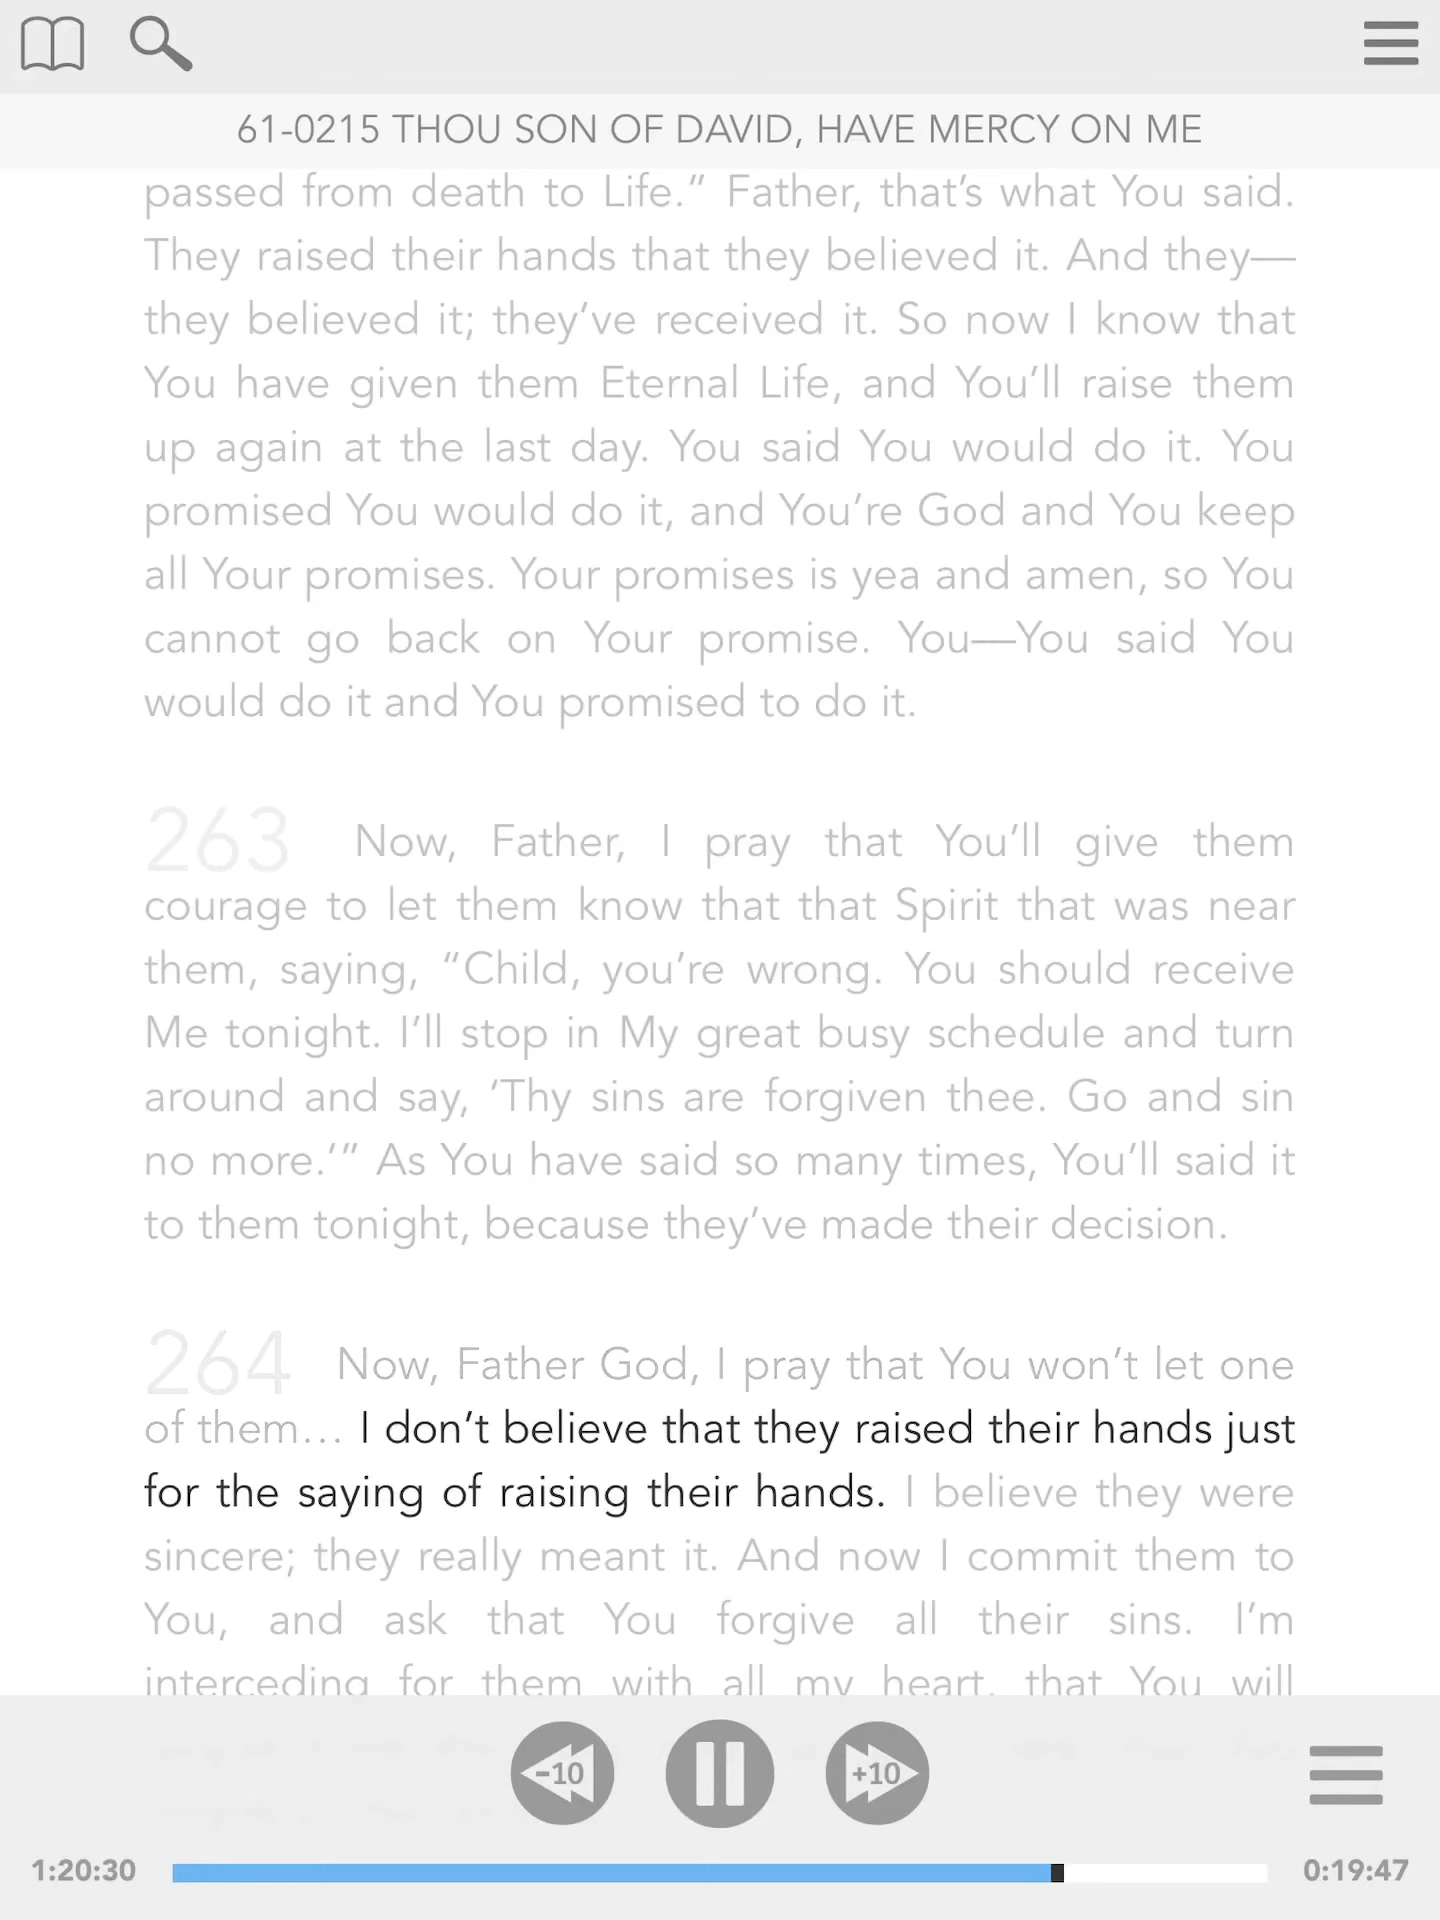 61-0215 THOU SON OF DAVID, HAVE MERCY ON ME
passed from death to Life.” Father, that’s what You said.
They raised their hands that they believed it. And they—
they believed it; they’ve received it. So now I know that
You have given them Eternal Life, and You’ll raise them
up again at the last day. You said You would do it. You
promised You would do it, and You’re God and You keep
all Your promises. Your promises is yea and amen, so You
cannot go back on Your promise. You—You said You
would do it and You promised to do it.
263 Now, Father, I pray that You’ll give them
courage to let them know that that Spirit that was near
them, saying, “Child, you’re wrong. You should receive
Me tonight. I’ll stop in My great busy schedule and turn
around and say, ‘Thy sins are forgiven thee. Go and sin
no more.’” As You have said so many times, You’ll said it
to them tonight, because they’ve made their decision.
264 Now, Father God, I pray that You won’t let one
of them… I don’t believe that they raised their hands just
for the saying of raising their hands. I believe they were
sincere; they really meant it. And now I commit them to
You, and ask that You forgive all their sins. I’m
interceding for them with all my heart, that You will
-10 +10
1:20:30 0:19:47